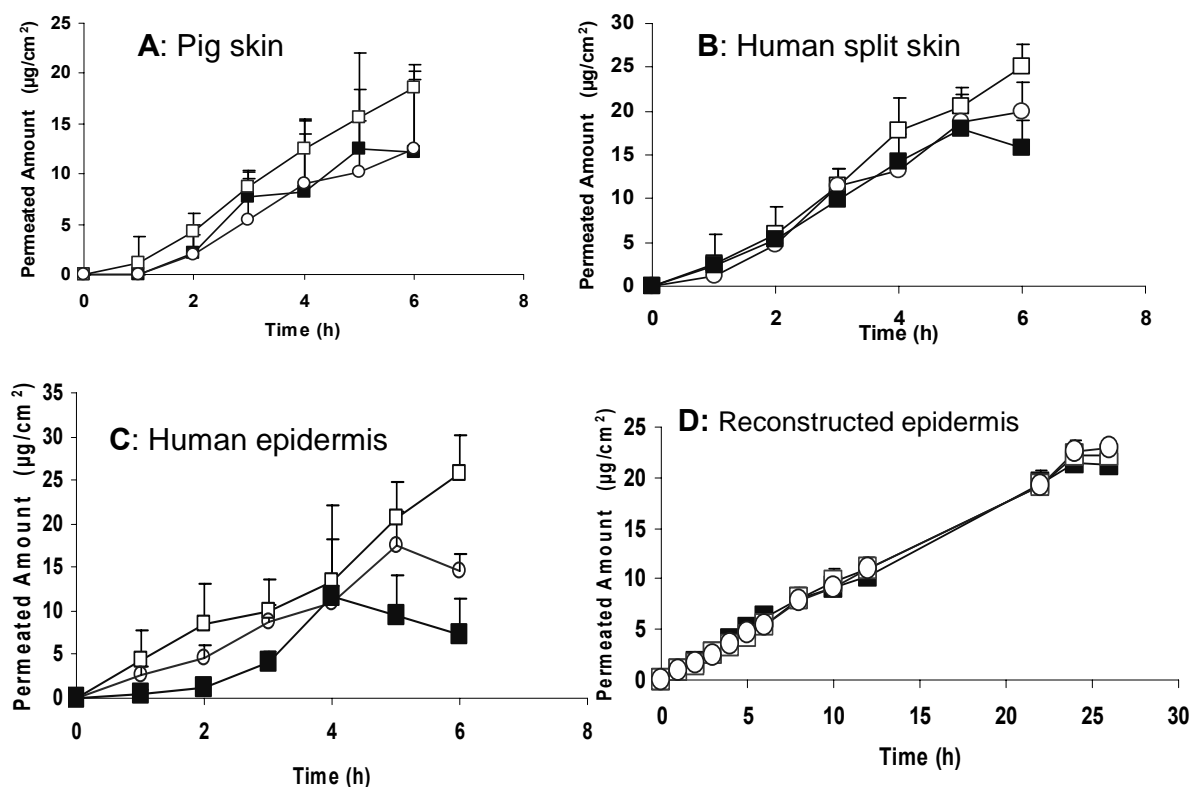 A: Pig skin
Permeated Amount (µg/cm²)
25
20
15
10
5
0
0 2 4 6 8
Time (h)
B: Human split skin
Permeated Amount (µg/cm²)
30
25
20
15
10
5
0
0 2 4 6 8
Time (h)
C: Human epidermis
Permeated Amount (µg/cm²)
35
30
25
20
15
10
5
0
0 2 4 6 8
Time (h)
D: Reconstructed epidermis
Permeated Amount (µg/cm²)
25
20
15
10
5
0
0 5 10 15 20 25 30
Time (h)